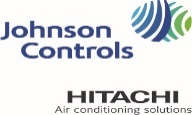 Johnson
Controls
HITACHI
Air conditioning solutions